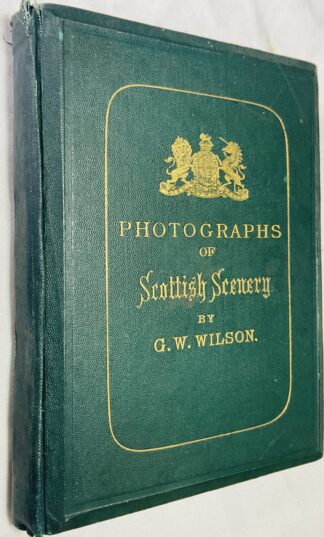 PHOTOGRAPHS
OF
Scottish Scenery
BY
G. W. WILSON.